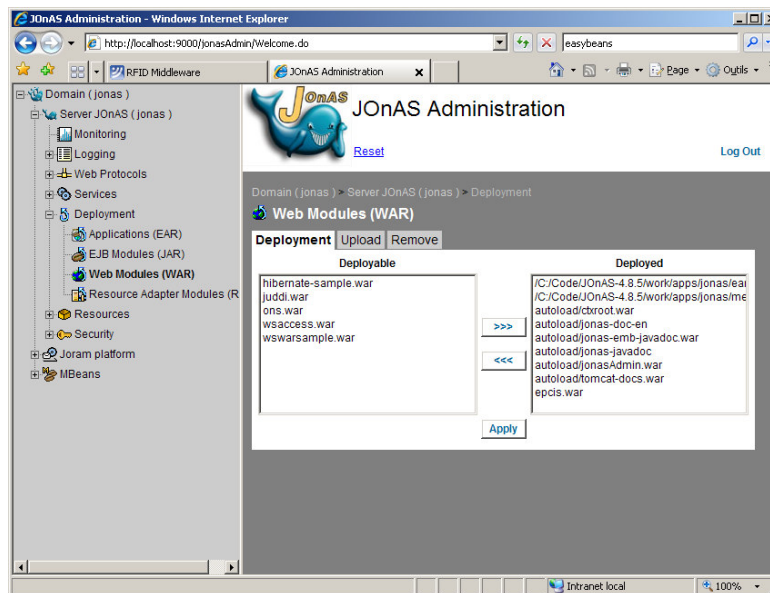 JOnAS Administration - Windows Internet Explorer
http://localhost:9000/jonasAdmin/Welcome.do
easybeans
RFID Middleware
JOnAS Administration
Page
Outils
Domain ( jonas )
Server JOnAS ( jonas )
Monitoring
Logging
Web Protocols
Services
Deployment
Applications (EAR)
EJB Modules (JAR)
Web Modules (WAR)
Resource Adapter Modules (R
Resources
Security
Joram platform
MBeans
JOnAS
JOnAS Administration
Reset
Log Out
Domain ( jonas ) > Server JOnAS ( jonas ) > Deployment
Web Modules (WAR)
Deployment Upload Remove
Deployable
hibernate-sample.war
juddi.war
ons.war
wsaccess.war
wswarsample.war
>>>
<<<
Apply
Deployed
/C:/Code/JOnAS-4.8.5/work/apps/jonas/ear
/C:/Code/JOnAS-4.8.5/work/apps/jonas/me
autoload/ctxroot.war
autoload/jonas-doc-en
autoload/jonas-emb-javadoc.war
autoload/jonas-javadoc
autoload/jonasAdmin.war
autoload/tomcat-docs.war
epcis.war
Intranet local
100%